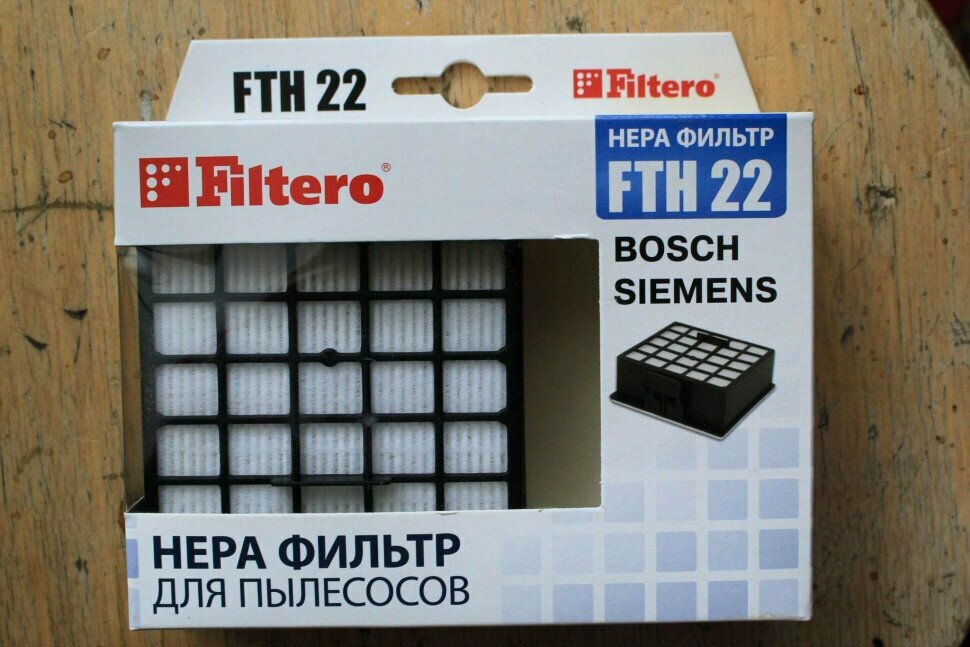 FTH 22
Filtero
Filtero®
HEPA ФИЛЬТР
FTH 22
BOSCH
SIEMENS
HEPA ФИЛЬТР
ДЛЯ ПЫЛЕСОСОВ